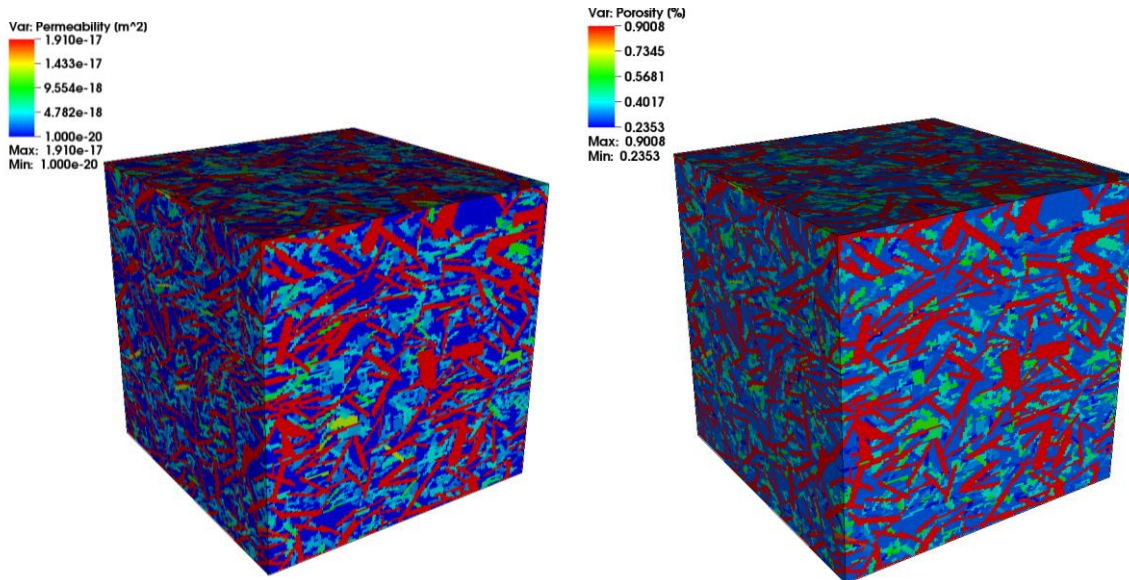 Var: Permeability (m^2)
1.910e-17
1.433e-17
9.554e-18
4.782e-18
1.000e-20
Max: 1.910e-17
Min: 1.000e-20
Var: Porosity (%)
0.9008
0.7345
0.5681
0.4017
0.2353
Max: 0.9008
Min: 0.2353